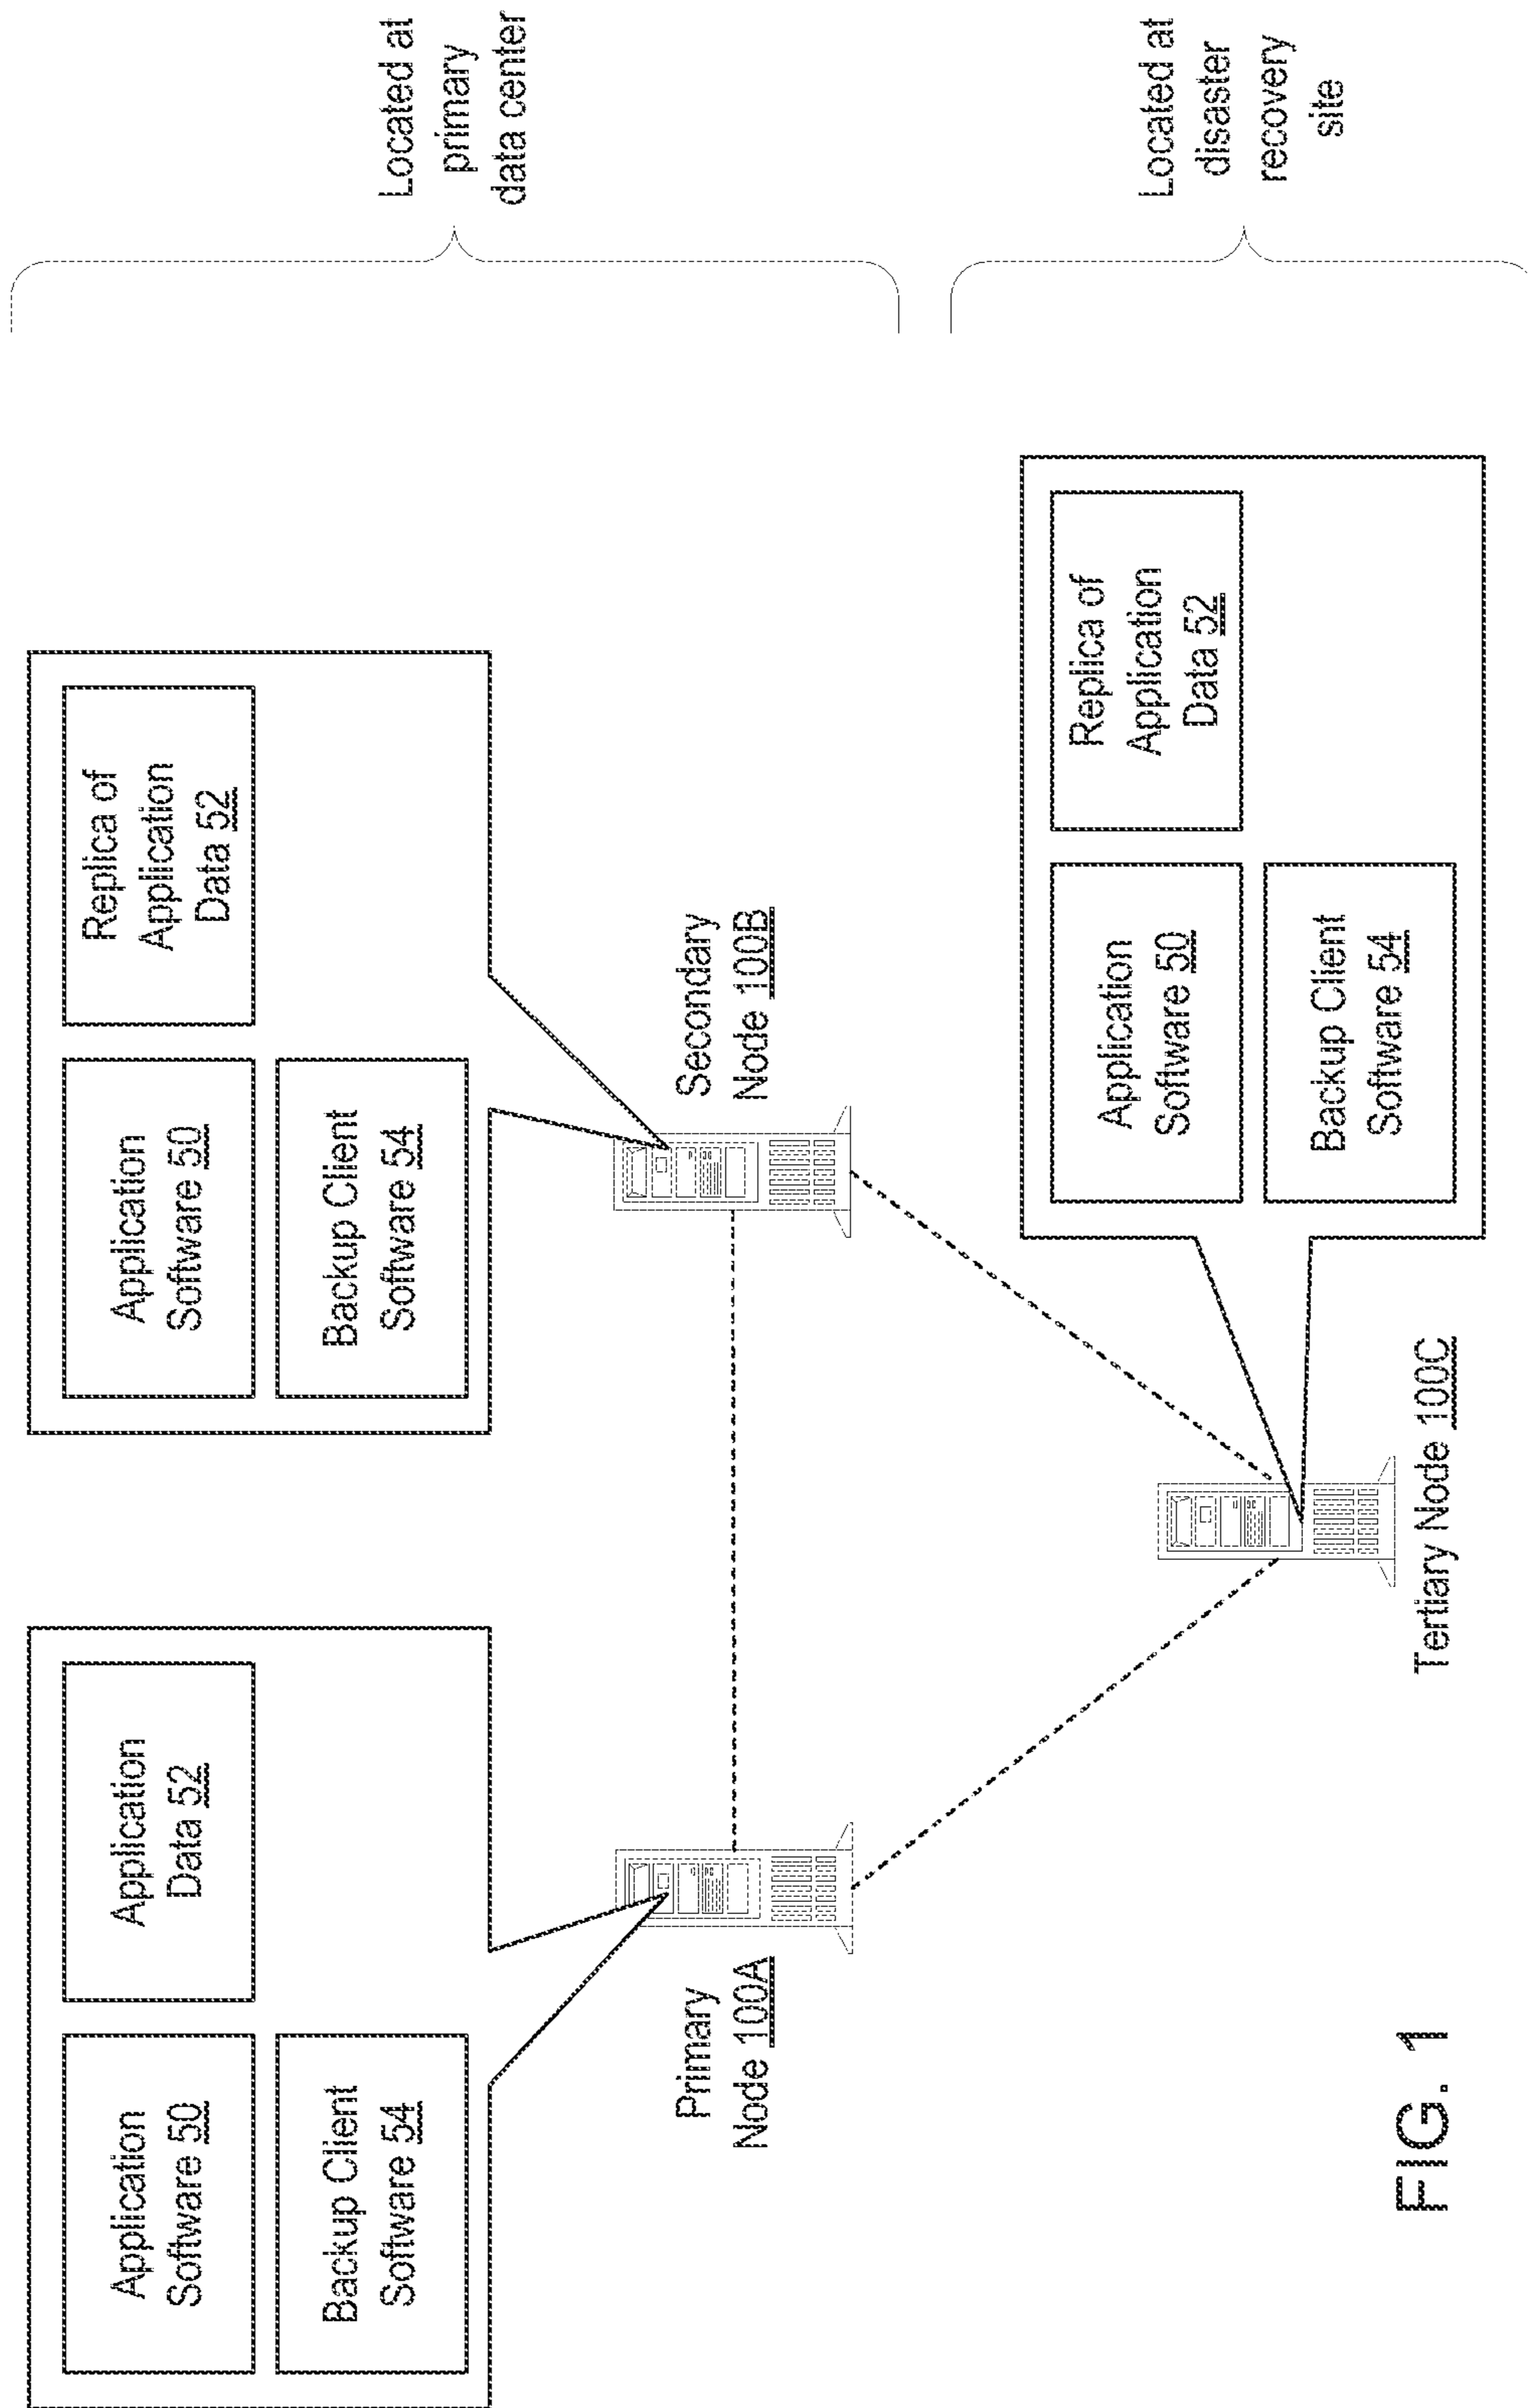 Application
Software 50
Application
Data 52
Backup Client
Software 54
Primary
Node 100A
Application
Software 50
Replica of
Application
Data 52
Backup Client
Software 54
Secondary
Node 100B
Located at
primary
data center
Tertiary Node 100C
Application
Software 50
Replica of
Application
Data 52
Backup Client
Software 54
Located at
disaster
recovery
site
FIG. 1